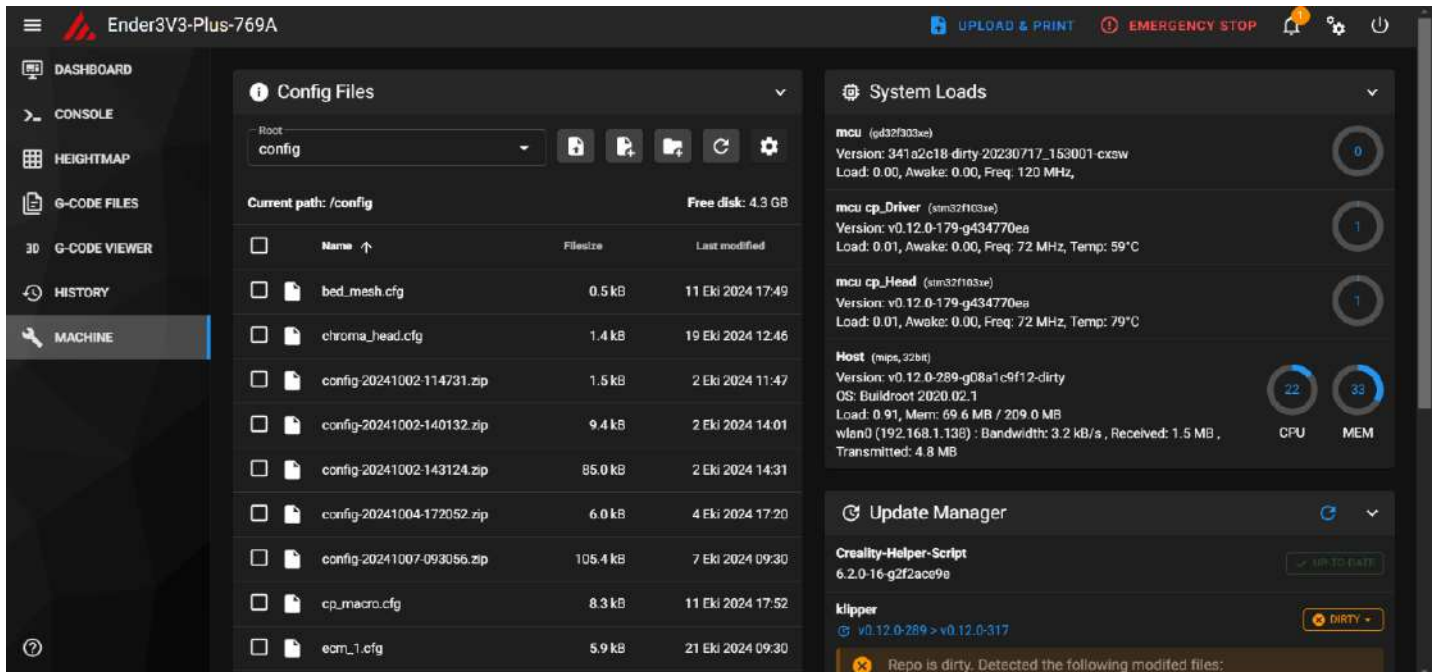 Ender3V3-Plus-769A
UPLOAD & PRINT
EMERGENCY STOP
1
DASHBOARD
CONSOLE
HEIGHTMAP
G-CODE FILES
3D G-CODE VIEWER
HISTORY
MACHINE
Config Files
Root
config
Current path: /config
Free disk: 4.3 GB
Name Filesize Last modified
bed_mesh.cfg 0.5 kB 11 Eki 2024 17:49
chroma_head.cfg 1.4 kB 19 Eki 2024 12:46
config-20241002-114731.zip 1.5 kB 2 Eki 2024 11:47
config-20241002-140132.zip 9.4 kB 2 Eki 2024 14:01
config-20241002-143124.zip 85.0 kB 2 Eki 2024 14:31
config-20241004-172052.zip 6.0 kB 4 Eki 2024 17:20
config-20241007-093056.zip 105.4 kB 7 Eki 2024 09:30
cp_macro.cfg 8.3 kB 11 Eki 2024 17:52
ecm_1.cfg 5.9 kB 21 Eki 2024 09:30
System Loads
mcu (gd32f303xe)
Version: 341a2c18-dirty-20230717_153001-cxsw
Load: 0.00, Awake: 0.00, Freq: 120 MHz,
0
mcu cp_Driver (stm32f103xe)
Version: v0.12.0-179-g434770ea
Load: 0.01, Awake: 0.00, Freq: 72 MHz, Temp: 59°C
1
mcu cp_Head (stm32f103xe)
Version: v0.12.0-179-g434770ea
Load: 0.01, Awake: 0.00, Freq: 72 MHz, Temp: 79°C
1
Host (mips, 32bit)
Version: v0.12.0-289-g08a1c9f12-dirty
OS: Buildroot 2020.02.1
Load: 0.91, Mem: 69.6 MB / 209.0 MB
wlan0 (192.168.1.138) : Bandwidth: 3.2 kB/s , Received: 1.5 MB ,
Transmitted: 4.8 MB
22 33
CPU MEM
Update Manager
Creality-Helper-Script
6.2.0-16-g2f2ace9e
UP-TO-DATE
klipper
v0.12.0-289 > v0.12.0-317
DIRTY
Repo is dirty. Detected the following modifed files: